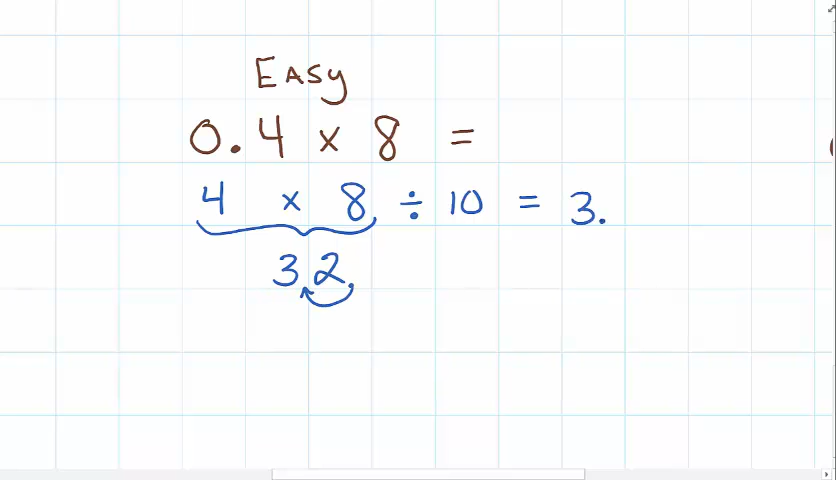 EASY
0.4 × 8 =
4 × 8 ÷ 10 = 3.
32.